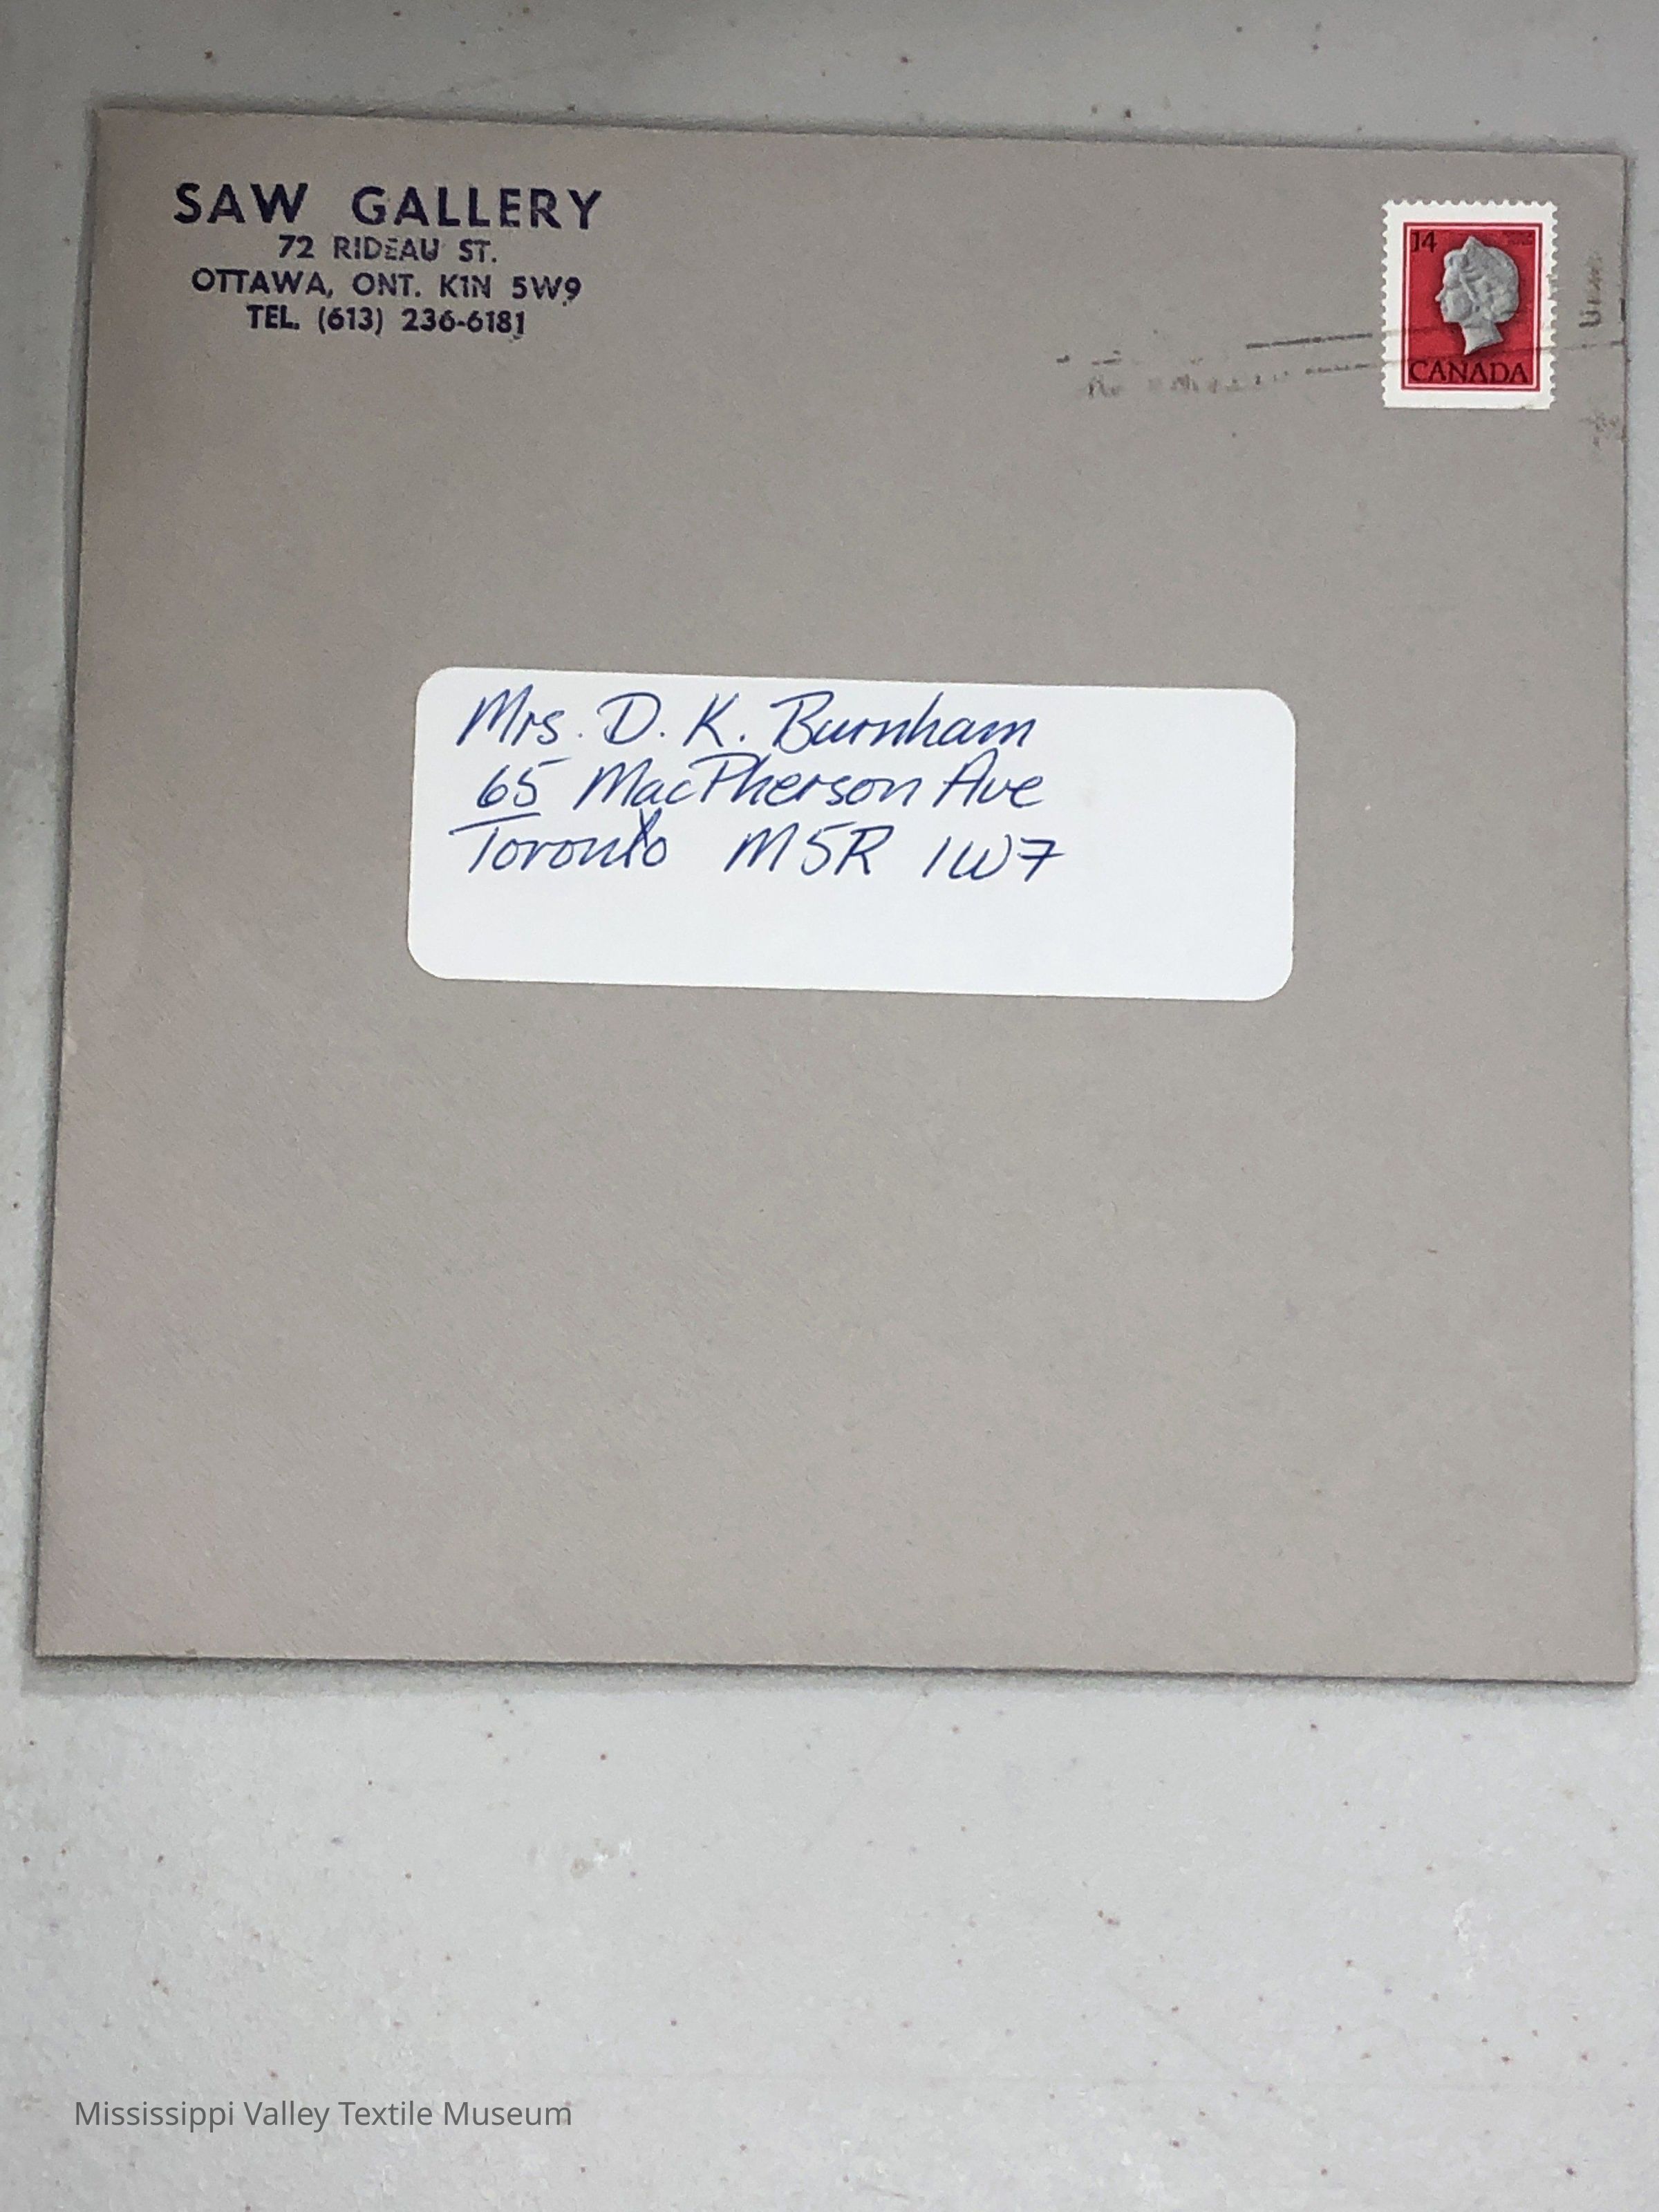 SAW GALLERY
72 RIDEAU ST.
OTTAWA, ONT. K1N 5W9
TEL. (613) 236-6181
14
CANADA
Mrs. D. K. Burnham
65 MacPherson Ave
Toronto M5R 1W7
Mississippi Valley Textile Museum